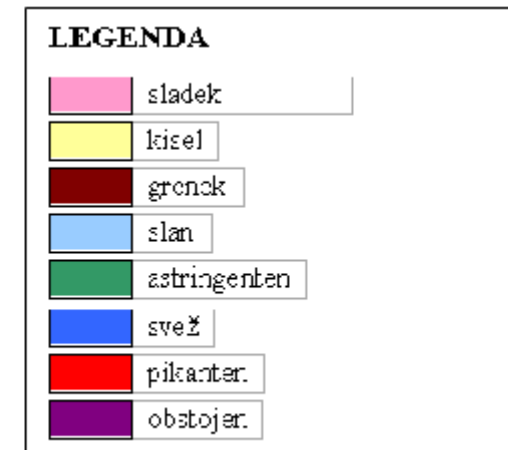 LEGENDA
sladek
kisel
grenek
slan
astringenten
svež
pikanten
obstojen